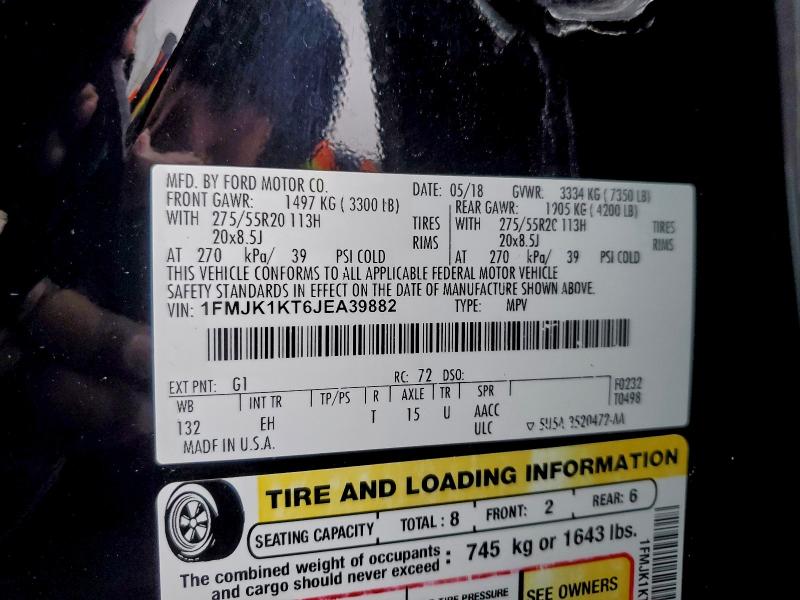 MFD. BY FORD MOTOR CO. DATE: 05/18 GVWR: 3334 KG ( 7350 LB)
FRONT GAWR: 1497 KG ( 3300 LB) REAR GAWR: 1905 KG ( 4200 LB)
WITH 275/55R20 113H TIRES WITH 275/55R20 113H TIRES
20x8.5J RIMS 20x8.5J RIMS
AT 270 kPa/ 39 PSI COLD AT 270 kPa/ 39 PSI COLD
THIS VEHICLE CONFORMS TO ALL APPLICABLE FEDERAL MOTOR VEHICLE
SAFETY STANDARDS IN EFFECT ON THE DATE OF MANUFACTURE SHOWN ABOVE.
VIN: 1FMJK1KT6JEA39882 TYPE: MPV
EXT PNT: G1 RC: 72 DSO: F0232
WB INT TR TP/PS R AXLE TR SPR T0498
132 EH T 15 U AACC
ULC ▽ 5U5A 3520472-AA
MADE IN U.S.A.
TIRE AND LOADING INFORMATION
SEATING CAPACITY TOTAL : 8 FRONT: 2 REAR: 6
The combined weight of occupants
and cargo should never exceed : 745 kg or 1643 lbs.
TIRE PRESSURE SEE OWNERS
1FMJK1K